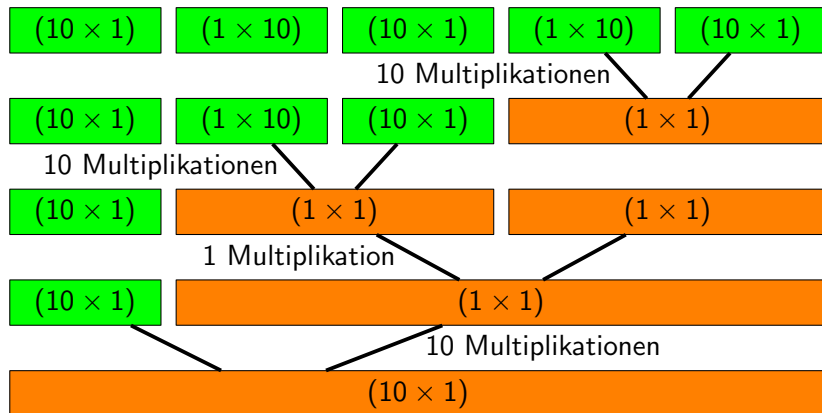 (10 × 1) (1 × 10) (10 × 1) (1 × 10) (10 × 1)
10 Multiplikationen
(10 × 1) (1 × 10) (10 × 1) (1 × 1)
10 Multiplikationen
(10 × 1) (1 × 1) (1 × 1)
1 Multiplikation
(10 × 1) (1 × 1)
10 Multiplikationen
(10 × 1)